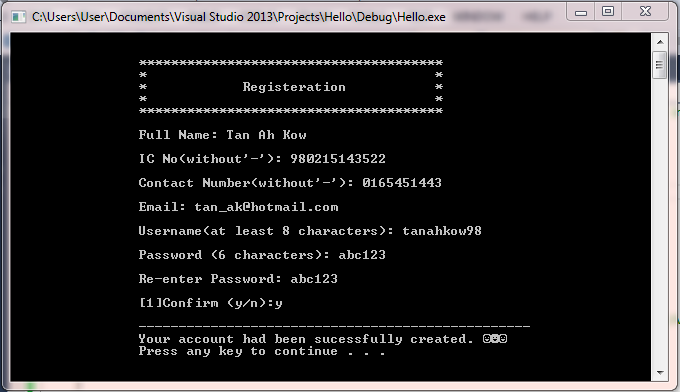 C:\Users\User\Documents\Visual Studio 2013\Projects\Hello\Debug\Hello.exe
**************************************
* *
* Registeration *
* *
**************************************
Full Name: Tan Ah Kow
IC No(without'-'): 980215143522
Contact Number(without'-'): 0165451443
Email: tan_ak@hotmail.com
Username(at least 8 characters): tanahkow98
Password (6 characters): abc123
Re-enter Password: abc123
[1]Confirm (y/n):y
_________________________________________________
Your account had been sucessfully created. ☺☻☺
Press any key to continue . . .